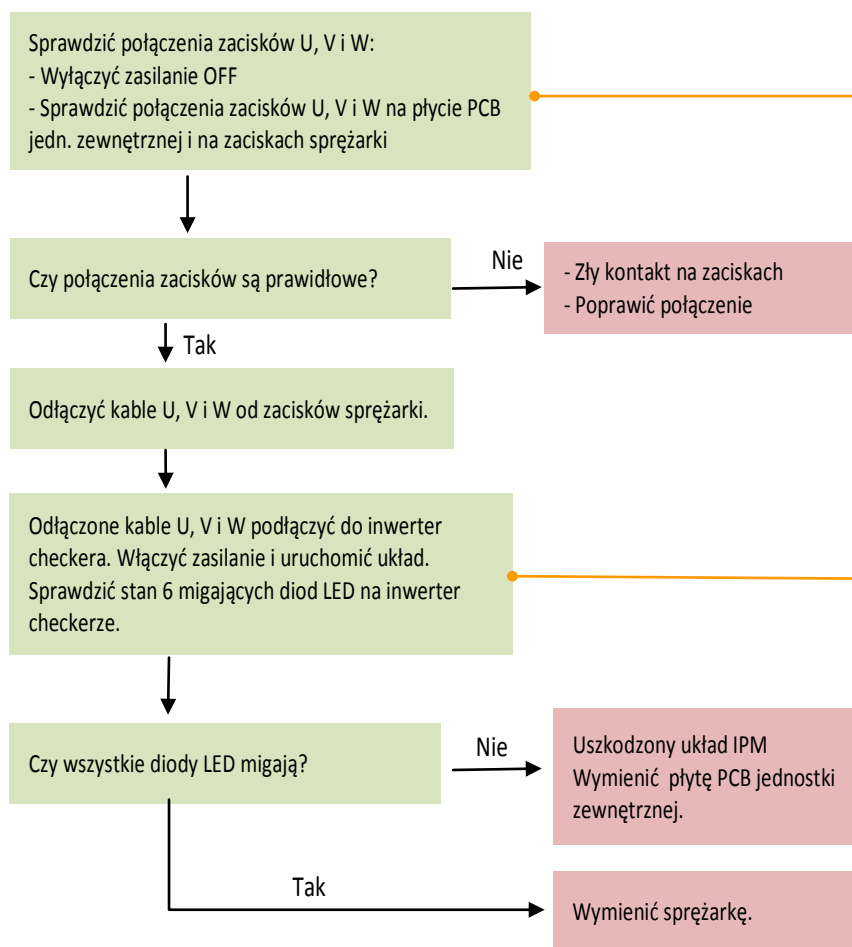 Sprawdzić połączenia zacisków U, V i W:
- Wyłączyć zasilanie OFF
- Sprawdzić połączenia zacisków U, V i W na płycie PCB
jedn. zewnętrznej i na zaciskach sprężarki
Czy połączenia zacisków są prawidłowe?
Nie
- Zły kontakt na zaciskach
- Poprawić połączenie
Tak
Odłączyć kable U, V i W od zacisków sprężarki.
Odłączone kable U, V i W podłączyć do inwerter
checkera. Włączyć zasilanie i uruchomić układ.
Sprawdzić stan 6 migających diod LED na inwerter
checkerze.
Czy wszystkie diody LED migają?
Nie
Uszkodzony układ IPM
Wymienić płytę PCB jednostki
zewnętrznej.
Tak
Wymienić sprężarkę.